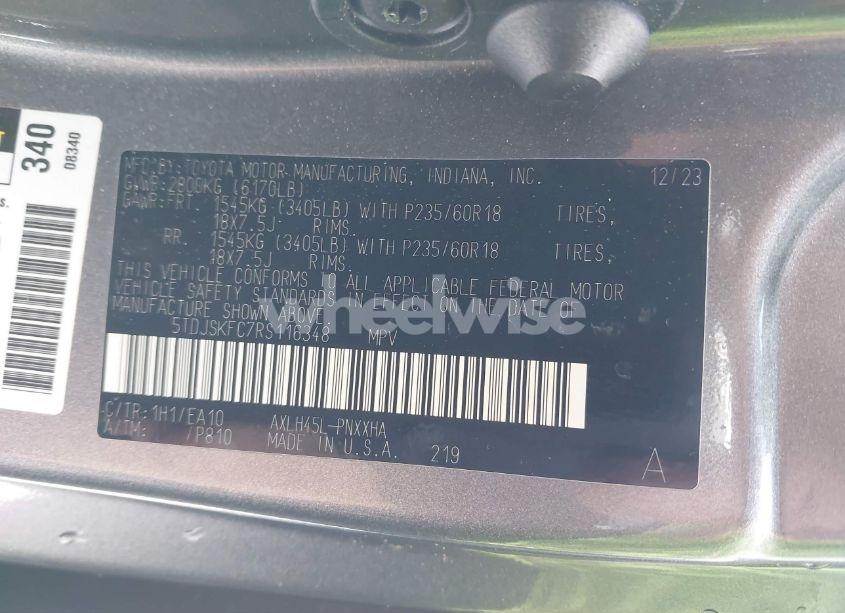 340
08340
MFD BY: TOYOTA MOTOR MANUFACTURING, INDIANA, INC. 12/23
GVWR: 2808KG (6170LB)
GAWR: FRT 1545KG (3405LB) WITH P235/60R18 TIRES,
18X7.5J RIMS.
RR 1545KG (3405LB) WITH P235/60R18 TIRES,
18X7.5J RIMS.
THIS VEHICLE CONFORMS TO ALL APPLICABLE FEDERAL MOTOR
VEHICLE SAFETY STANDARDS IN EFFECT ON THE DATE OF
MANUFACTURE SHOWN ABOVE.
wheelwise
5TDJSKFC7RS116348 MPV
C/TR: 1H1/EA10 AXLH45L-PNXXHA
A/TM: /P810 MADE IN U.S.A. 219
A